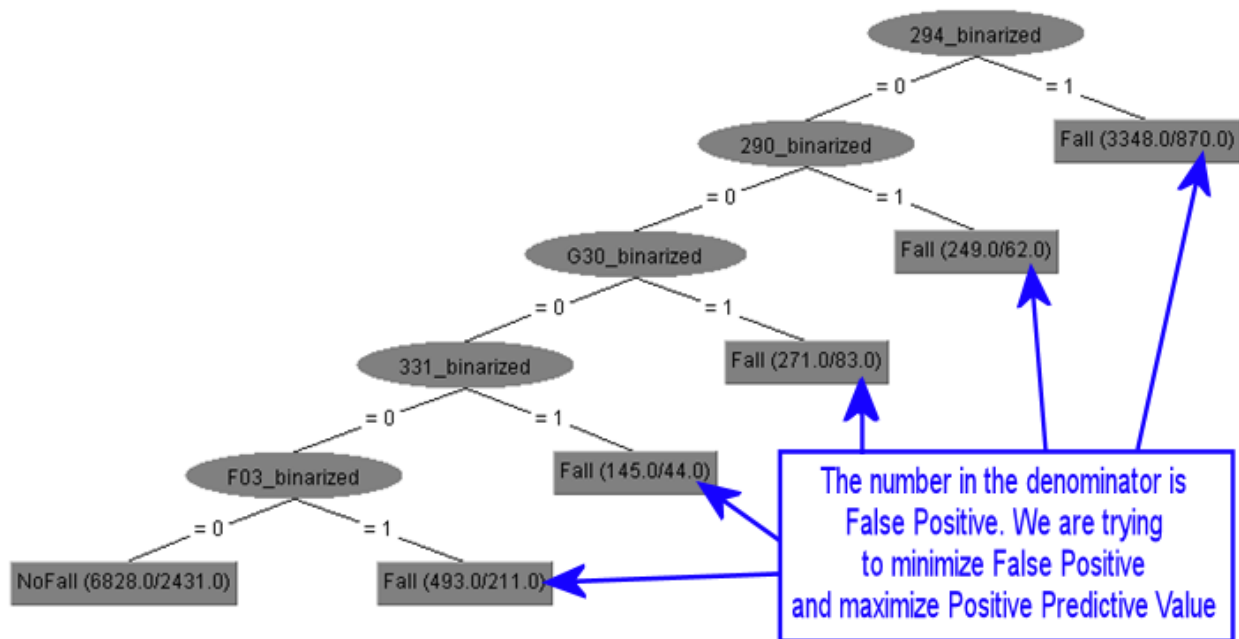 294_binarized
= 0
= 1
290_binarized
Fall (3348.0/870.0)
= 0
= 1
G30_binarized
Fall (249.0/62.0)
= 0
= 1
331_binarized
Fall (271.0/83.0)
= 0
= 1
F03_binarized
Fall (145.0/44.0)
= 0
= 1
NoFall (6828.0/2431.0)
Fall (493.0/211.0)
The number in the denominator is
False Positive. We are trying
to minimize False Positive
and maximize Positive Predictive Value